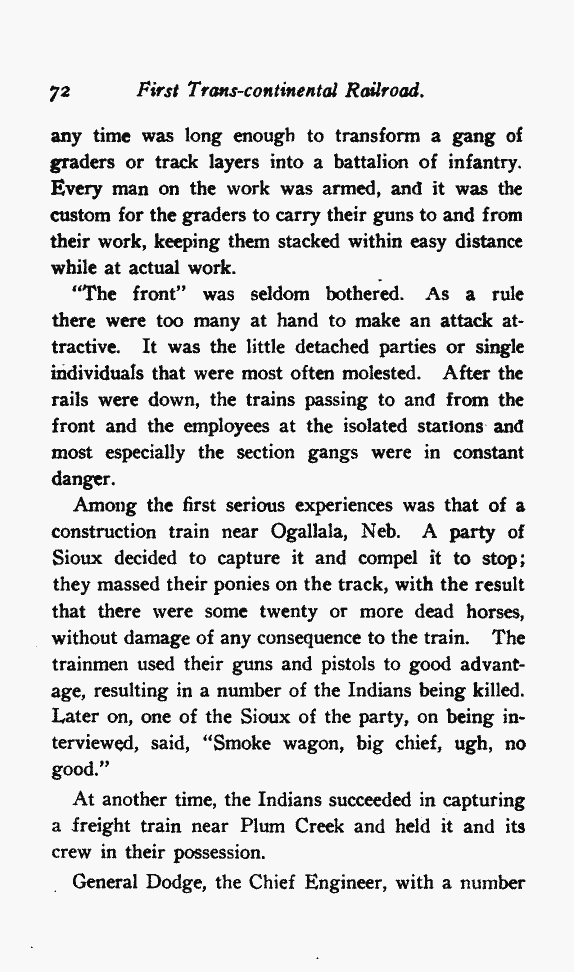 72 First Trans-continental Railroad.
any time was long enough to transform a gang of
graders or track layers into a battalion of infantry.
Every man on the work was armed, and it was the
custom for the graders to carry their guns to and from
their work, keeping them stacked within easy distance
while at actual work.
"The front" was seldom bothered. As a rule
there were too many at hand to make an attack at-
tractive. It was the little detached parties or single
individuals that were most often molested. After the
rails were down, the trains passing to and from the
front and the employees at the isolated stations and
most especially the section gangs were in constant
danger.
Among the first serious experiences was that of a
construction train near Ogallala, Neb. A party of
Sioux decided to capture it and compel it to stop;
they massed their ponies on the track, with the result
that there were some twenty or more dead horses,
without damage of any consequence to the train. The
trainmen used their guns and pistols to good advant-
age, resulting in a number of the Indians being killed.
Later on, one of the Sioux of the party, on being in-
terviewed, said, "Smoke wagon, big chief, ugh, no
good."
At another time, the Indians succeeded in capturing
a freight train near Plum Creek and held it and its
crew in their possession.
General Dodge, the Chief Engineer, with a number